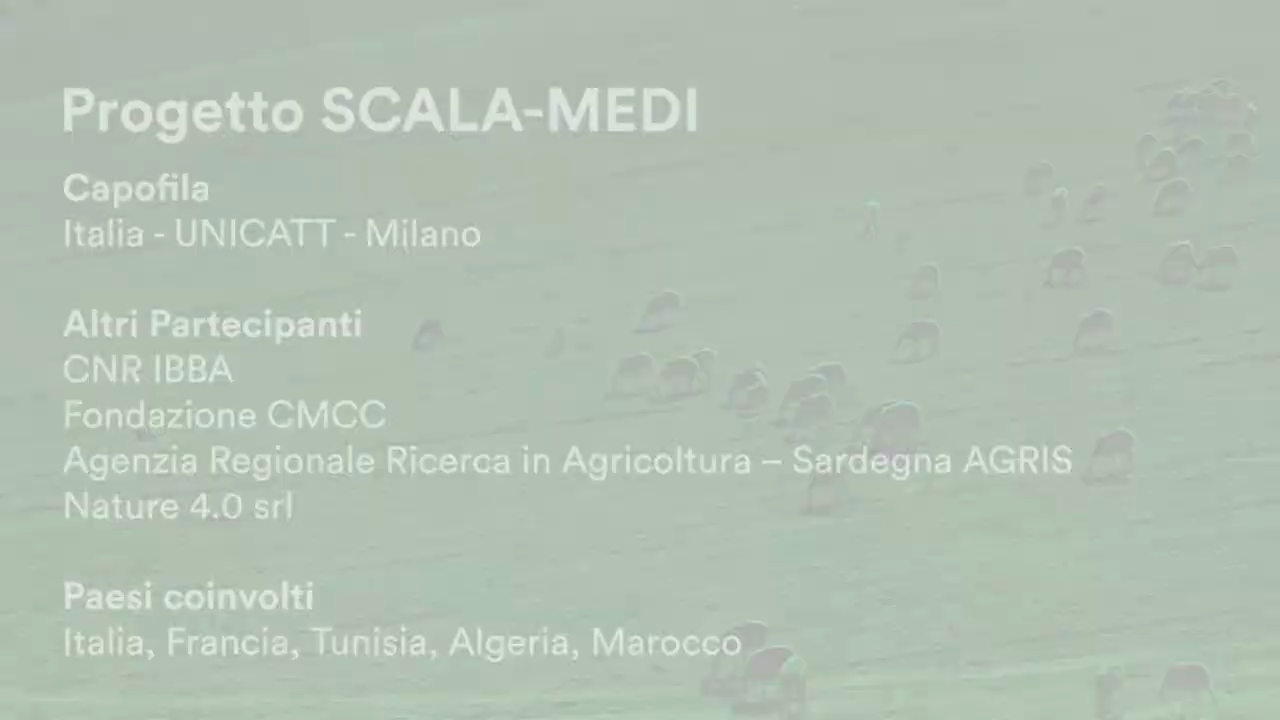 Progetto SCALA-MEDI
Capofila
Italia - UNICATT - Milano
Altri Partecipanti
CNR IBBA
Fondazione CMCC
Agenzia Regionale Ricerca in Agricoltura – Sardegna AGRIS
Nature 4.0 srl
Paesi coinvolti
Italia, Francia, Tunisia, Algeria, Marocco